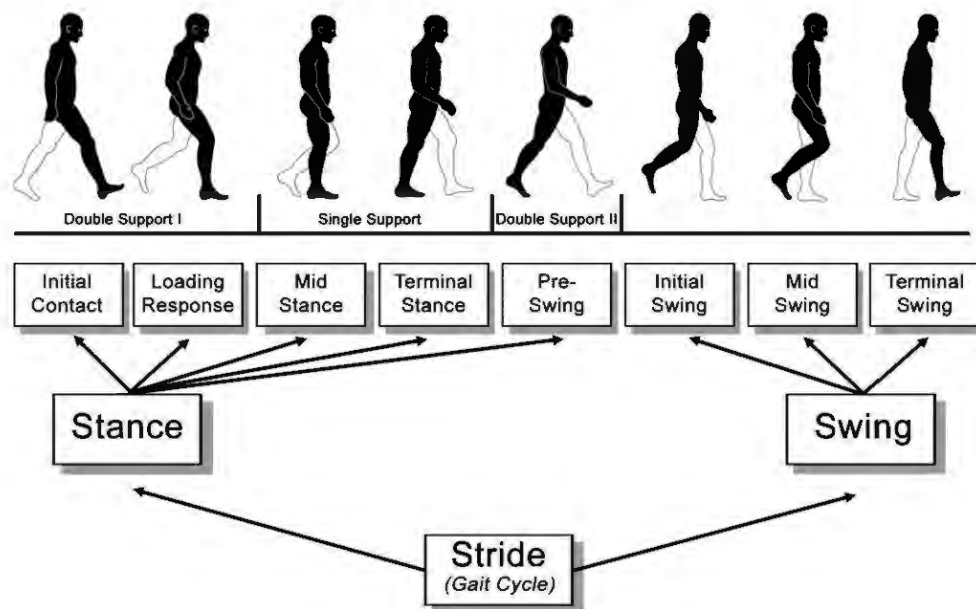 Double Support I
Single Support
Double Support II
Initial
Contact
Loading
Response
Mid
Stance
Terminal
Stance
Pre-
Swing
Initial
Swing
Mid
Swing
Terminal
Swing
Stance
Swing
Stride
(Gait Cycle)